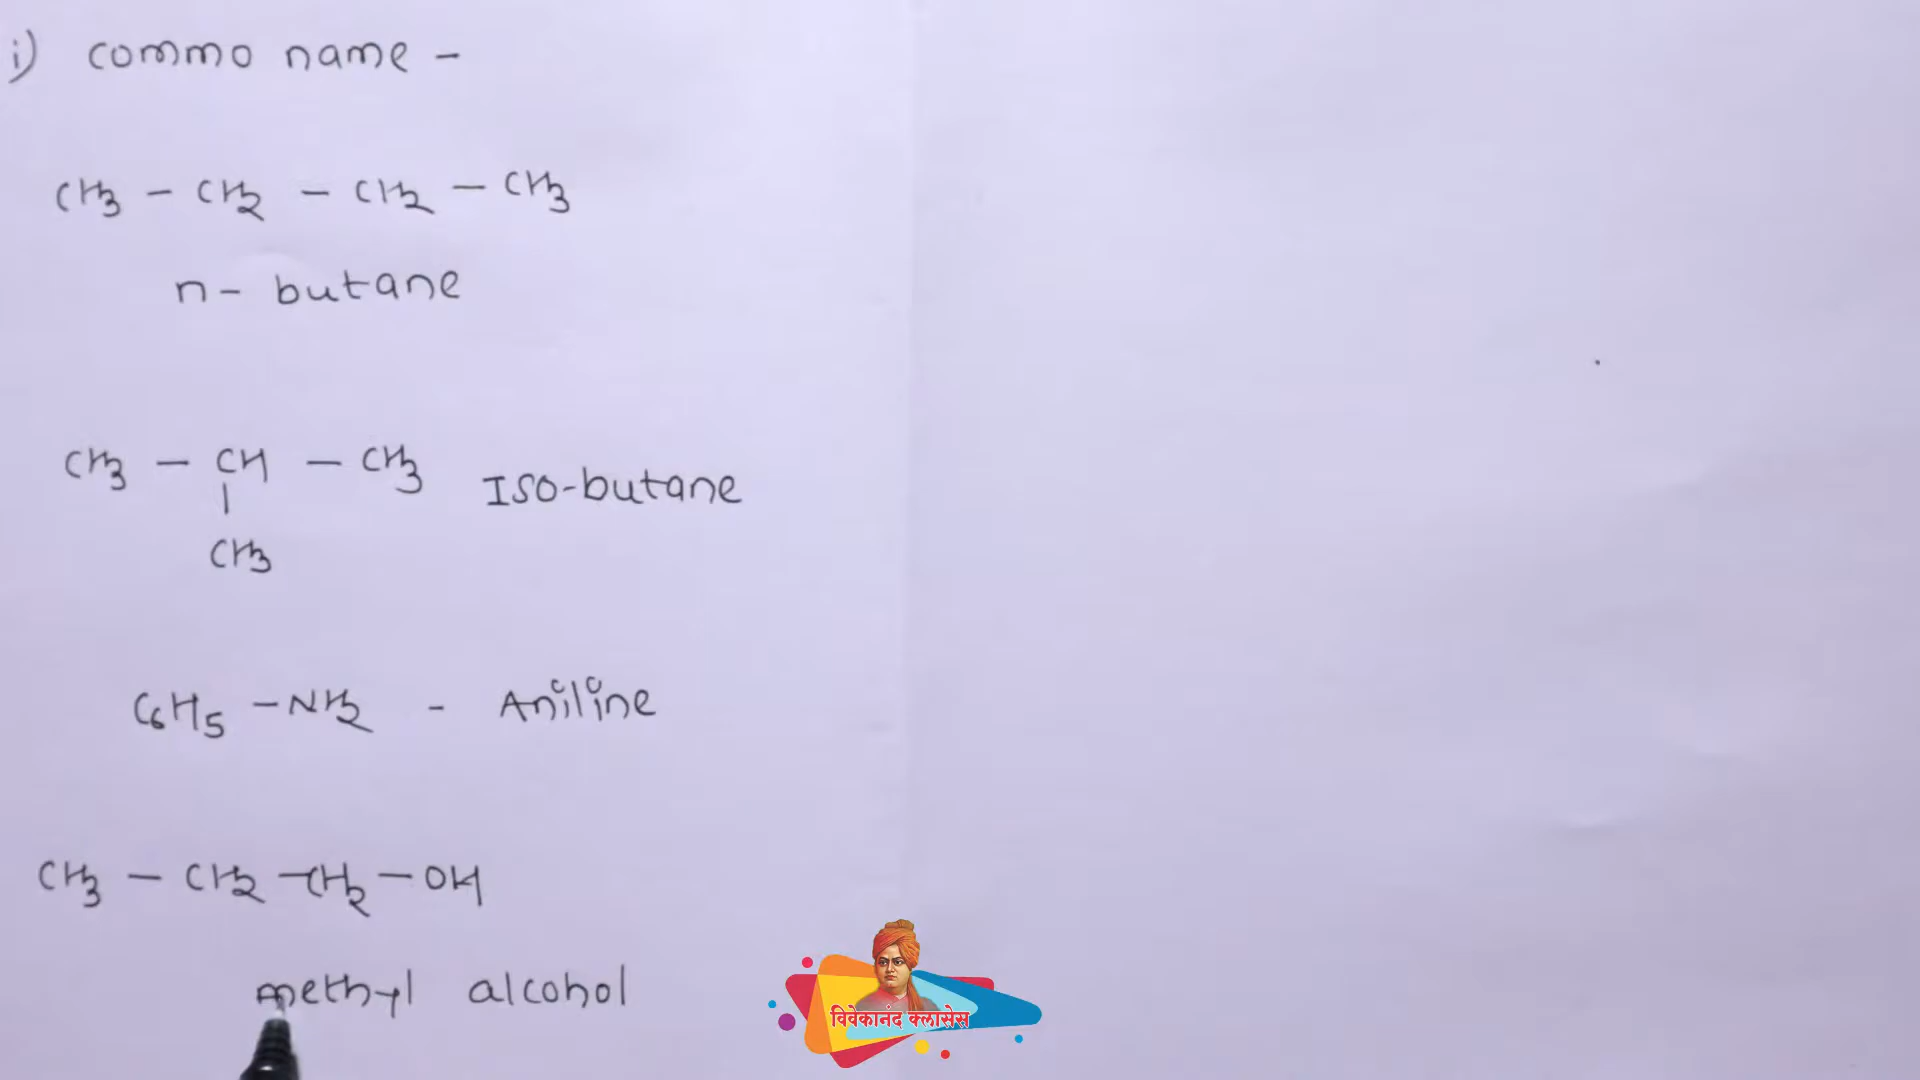 i) commo name -
CH3 - CH2 - CH2 - CH3
n- butane
CH3 - CH - CH3 Iso-butane
|
CH3
C6H5 - NH2 - Aniline
CH3 - CH2 - CH2 - OH
methyl alcohol
विवेकानंद क्लासेस